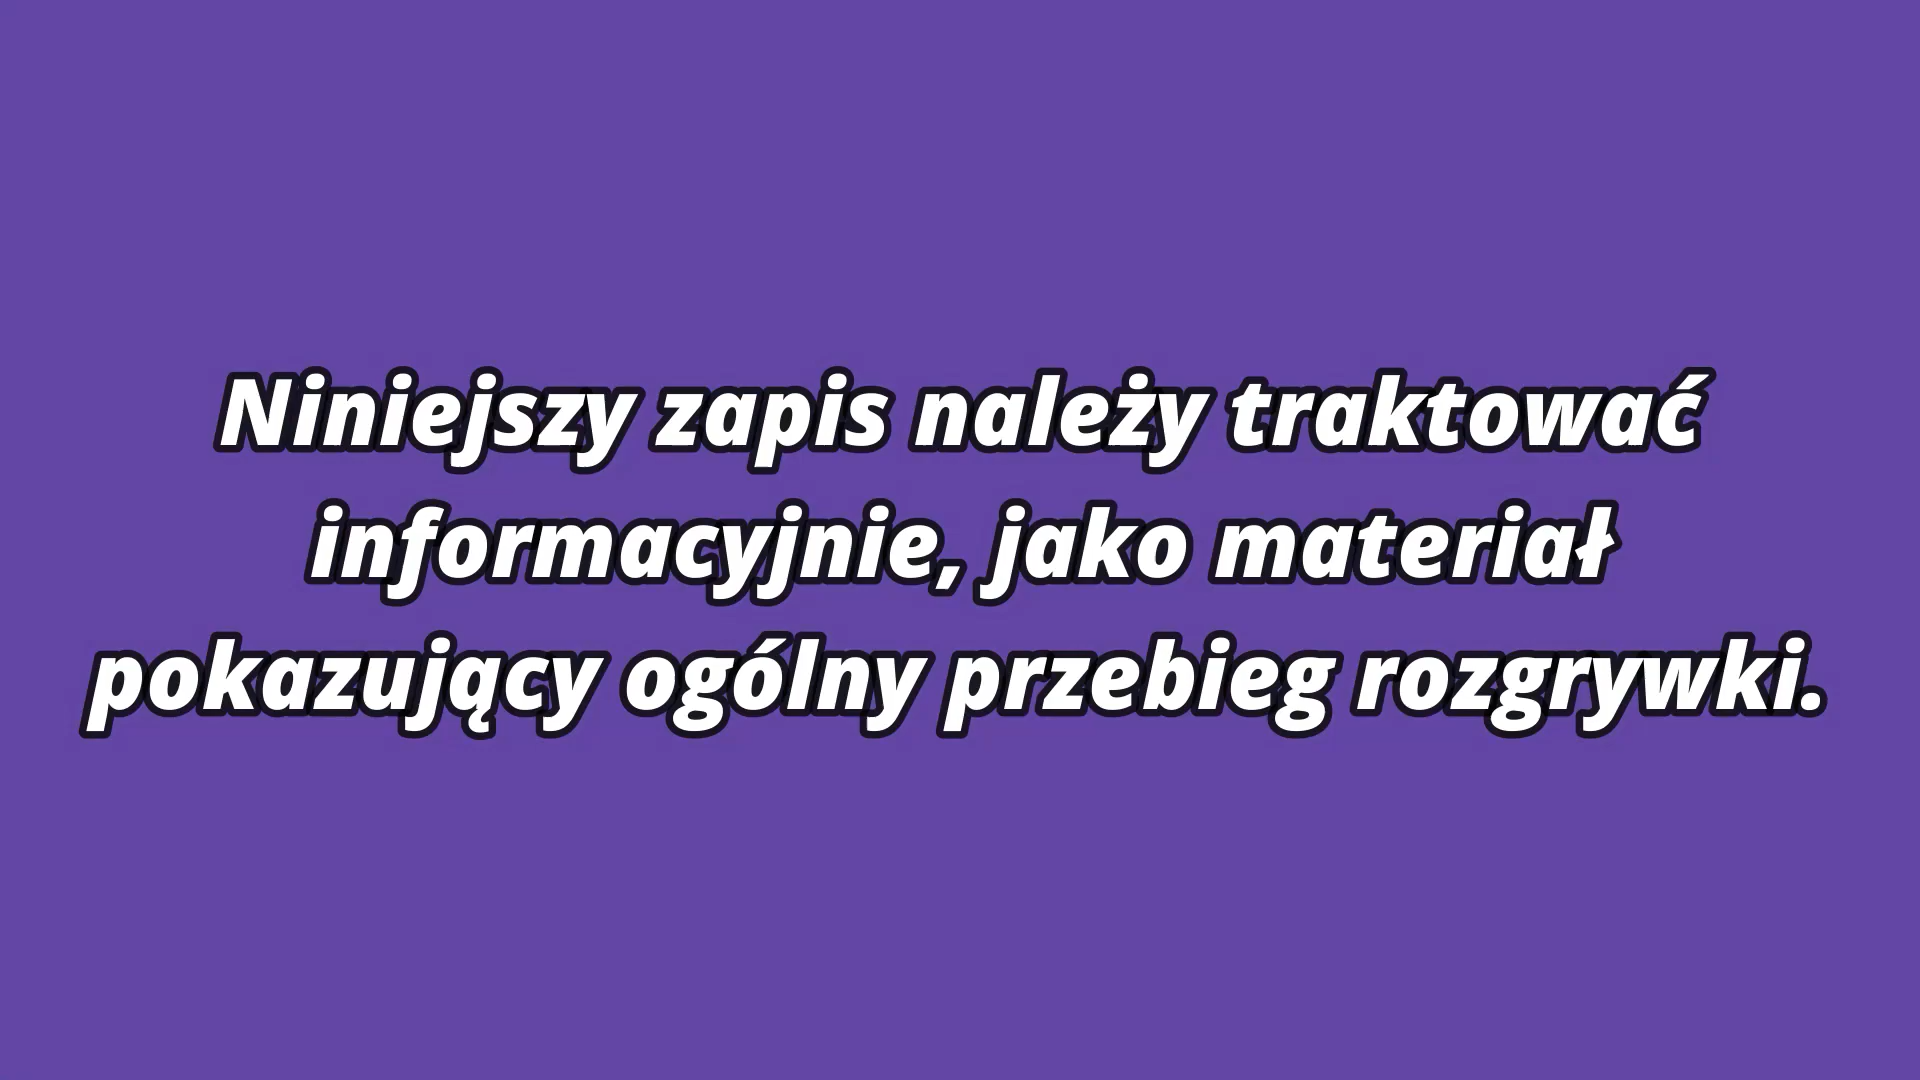 Niniejszy zapis należy traktować
informacyjnie, jako materiał
pokazujący ogólny przebieg rozgrywki.